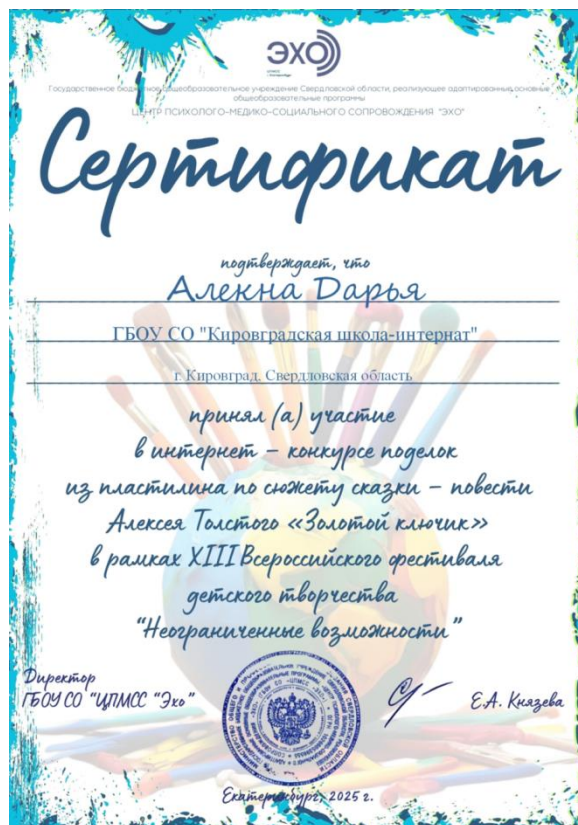 ЭХО
Государственное бюджетное общеобразовательное учреждение Свердловской области, реализующее адаптированные основные
общеобразовательные программы
ЦЕНТР ПСИХОЛОГО-МЕДИКО-СОЦИАЛЬНОГО СОПРОВОЖДЕНИЯ "ЭХО"
Сертификат
подтверждает, что
Алекна Дарья
ГБОУ СО "Кировградская школа-интернат"
г. Кировград, Свердловская область
принял (а) участие
в интернет – конкурсе поделок
из пластилина по сюжету сказки – повести
Алексея Толстого «Золотой ключик»
в рамках XIII Всероссийского фестиваля
детского творчества
"Неограниченные возможности"
Директор
ГБОУ СО "ЦПМСС "Эхо"
Е.А. Князева
Екатеринбург, 2025 г.